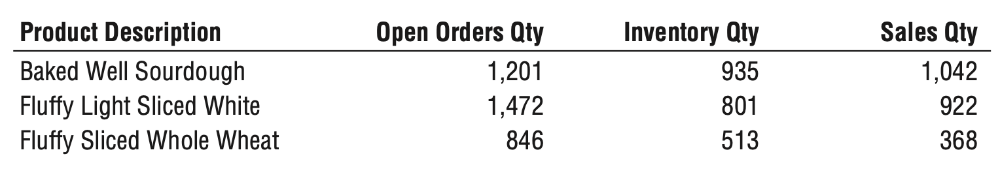 Product Description Open Orders Qty Inventory Qty Sales Qty
Baked Well Sourdough 1,201 935 1,042
Fluffy Light Sliced White 1,472 801 922
Fluffy Sliced Whole Wheat 846 513 368